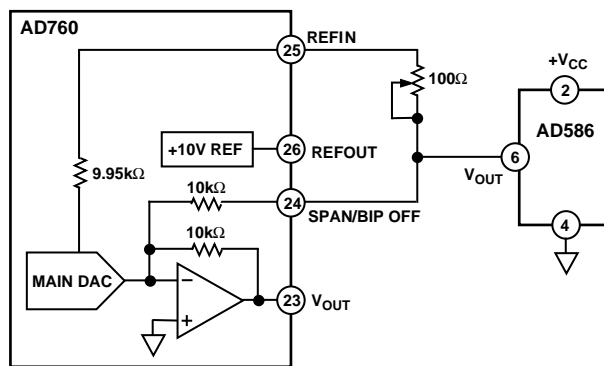 AD760
25
REFIN
100Ω
+VCC
2
AD586
+10V REF
26
REFOUT
6
VOUT
9.95kΩ
10kΩ
24
SPAN/BIP OFF
10kΩ
4
MAIN DAC
−
+
23
VOUT